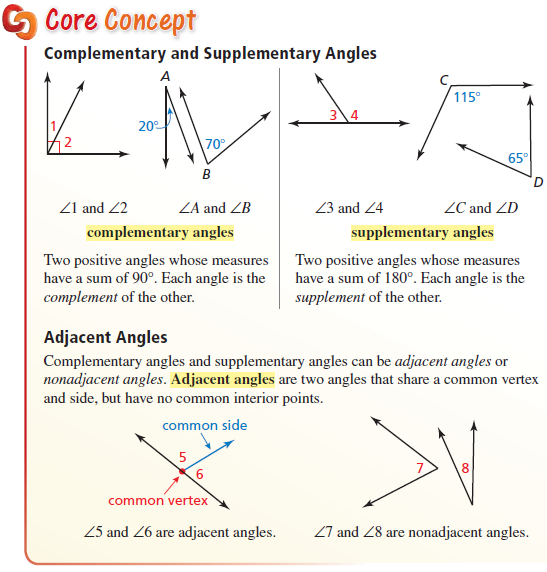 Core Concept
Complementary and Supplementary Angles
A
C
20°
1
2
70°
B
3 4
115°
65°
D
∠1 and ∠2
∠A and ∠B
∠3 and ∠4
∠C and ∠D
complementary angles
supplementary angles
Two positive angles whose measures
have a sum of 90°. Each angle is the
complement of the other.
Two positive angles whose measures
have a sum of 180°. Each angle is the
supplement of the other.
Adjacent Angles
Complementary angles and supplementary angles can be adjacent angles or
nonadjacent angles. Adjacent angles are two angles that share a common vertex
and side, but have no common interior points.
common side
5
6
common vertex
7
8
∠5 and ∠6 are adjacent angles.
∠7 and ∠8 are nonadjacent angles.